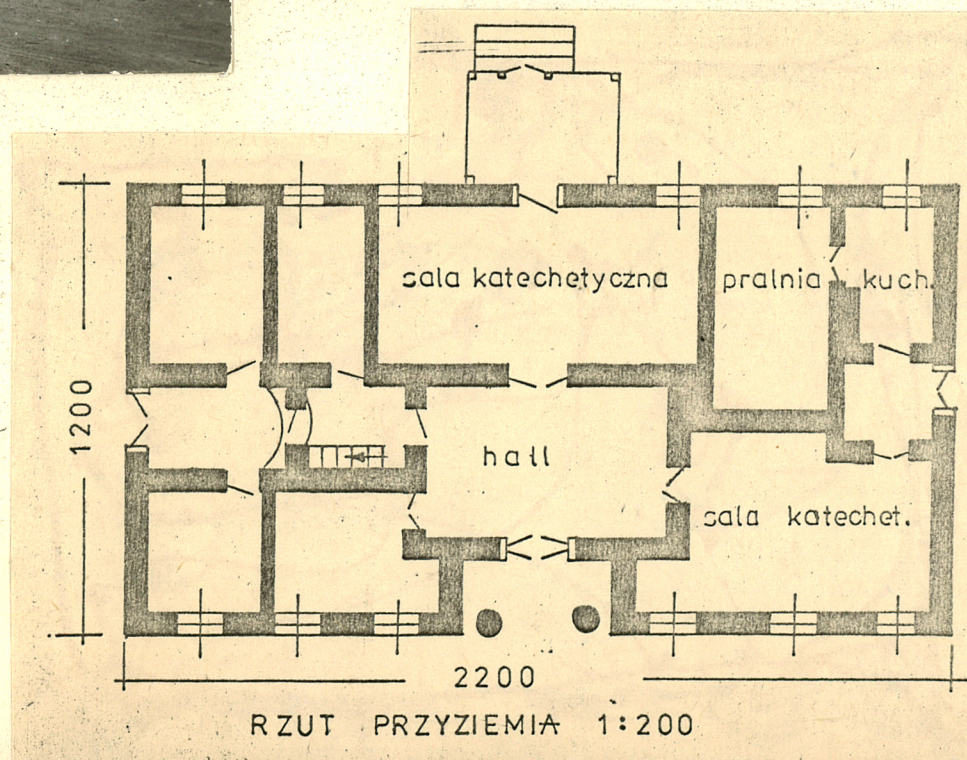 sala katechetyczna
pralnia
kuch.
1200
hall
sala katechet.
2200
RZUT PRZYZIEMIA 1:200